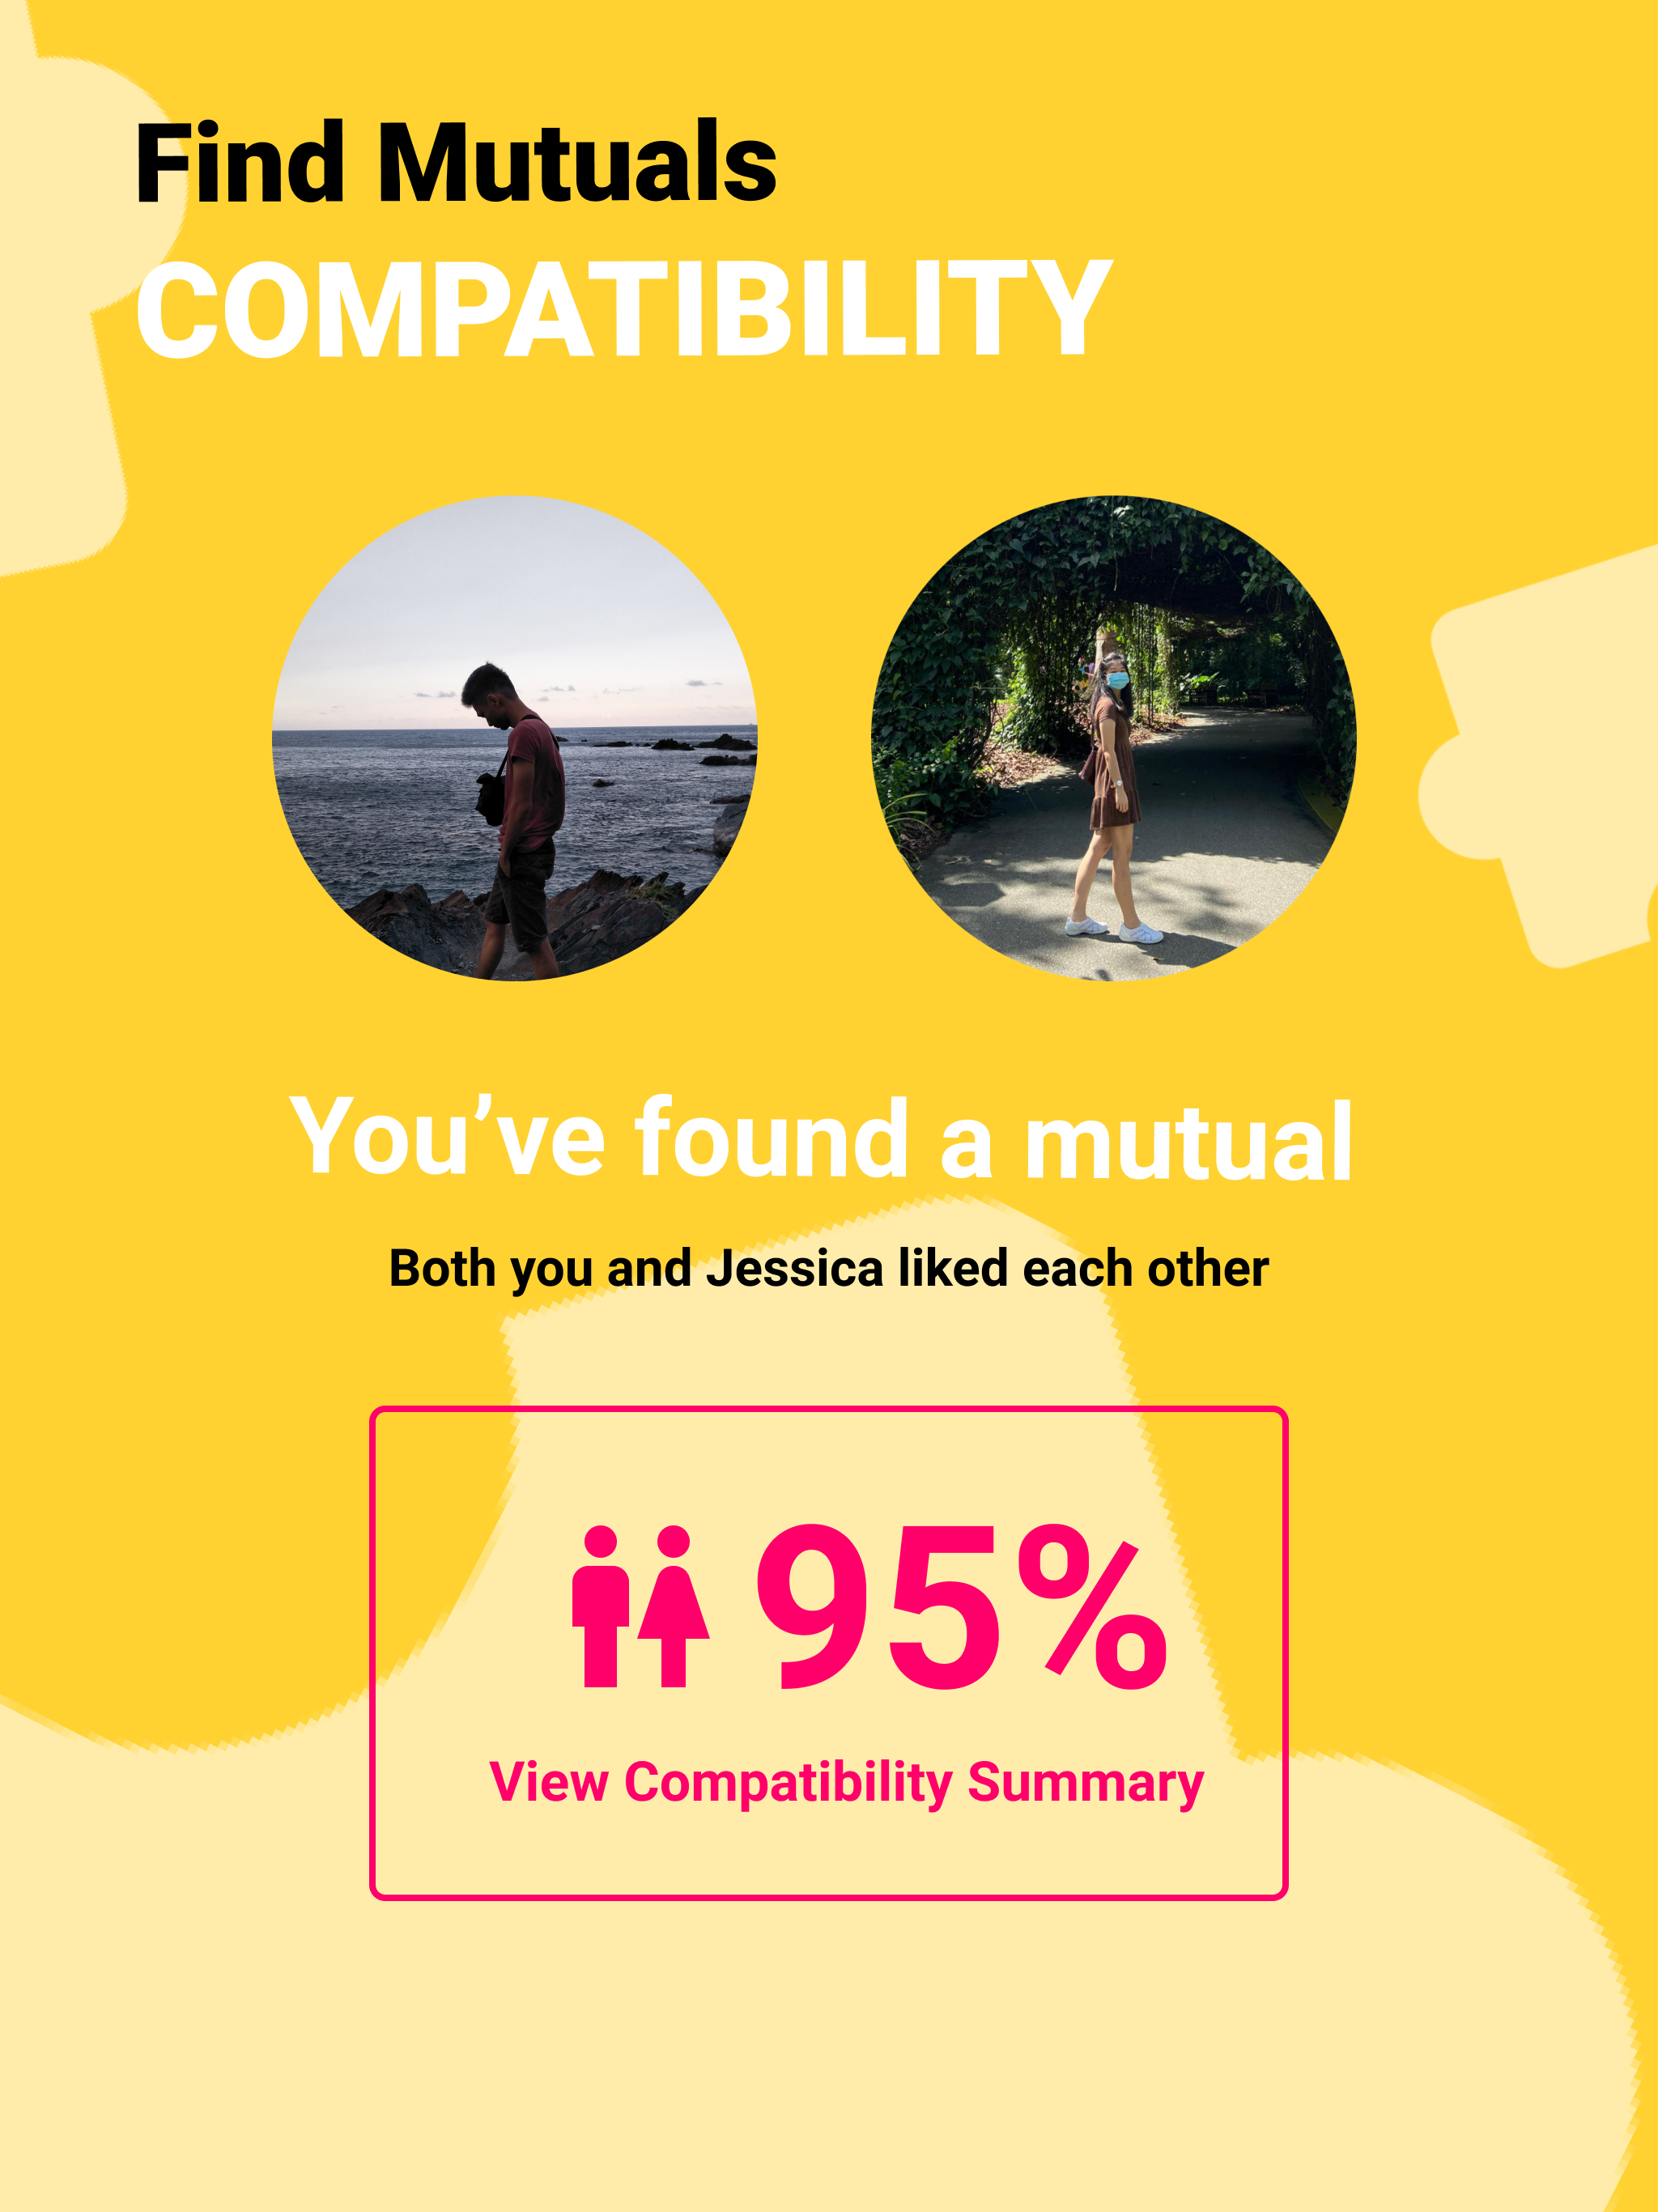 Find Mutuals
COMPATIBILITY
You’ve found a mutual
Both you and Jessica liked each other
95%
View Compatibility Summary